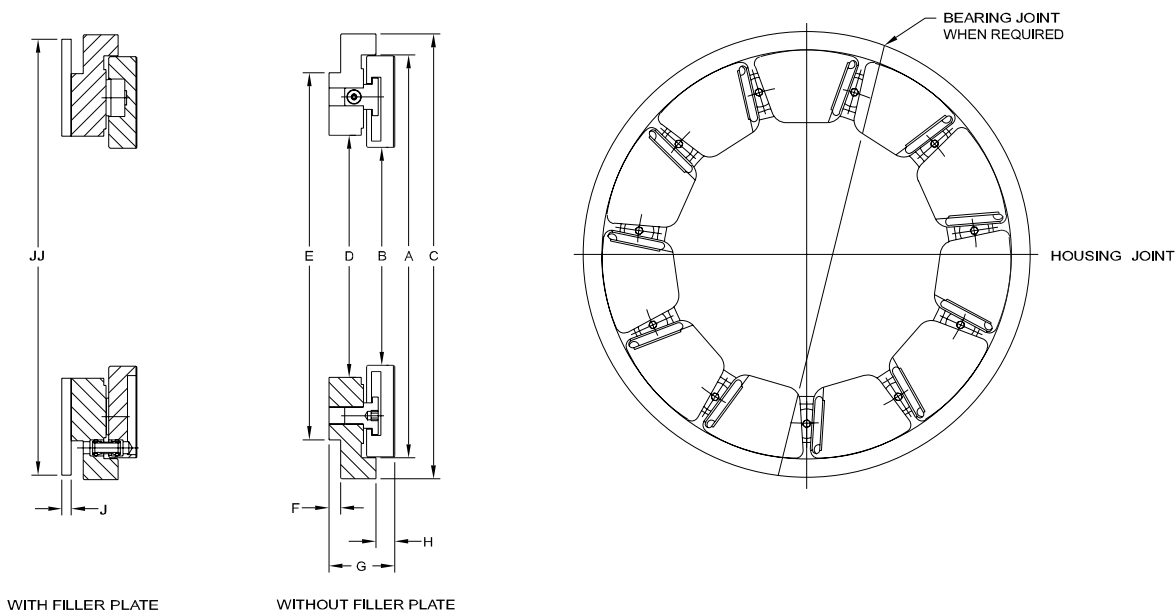 BEARING JOINT
WHEN REQUIRED
JJ
E
D
B
A
C
HOUSING JOINT
F
J
H
G
WITH FILLER PLATE
WITHOUT FILLER PLATE